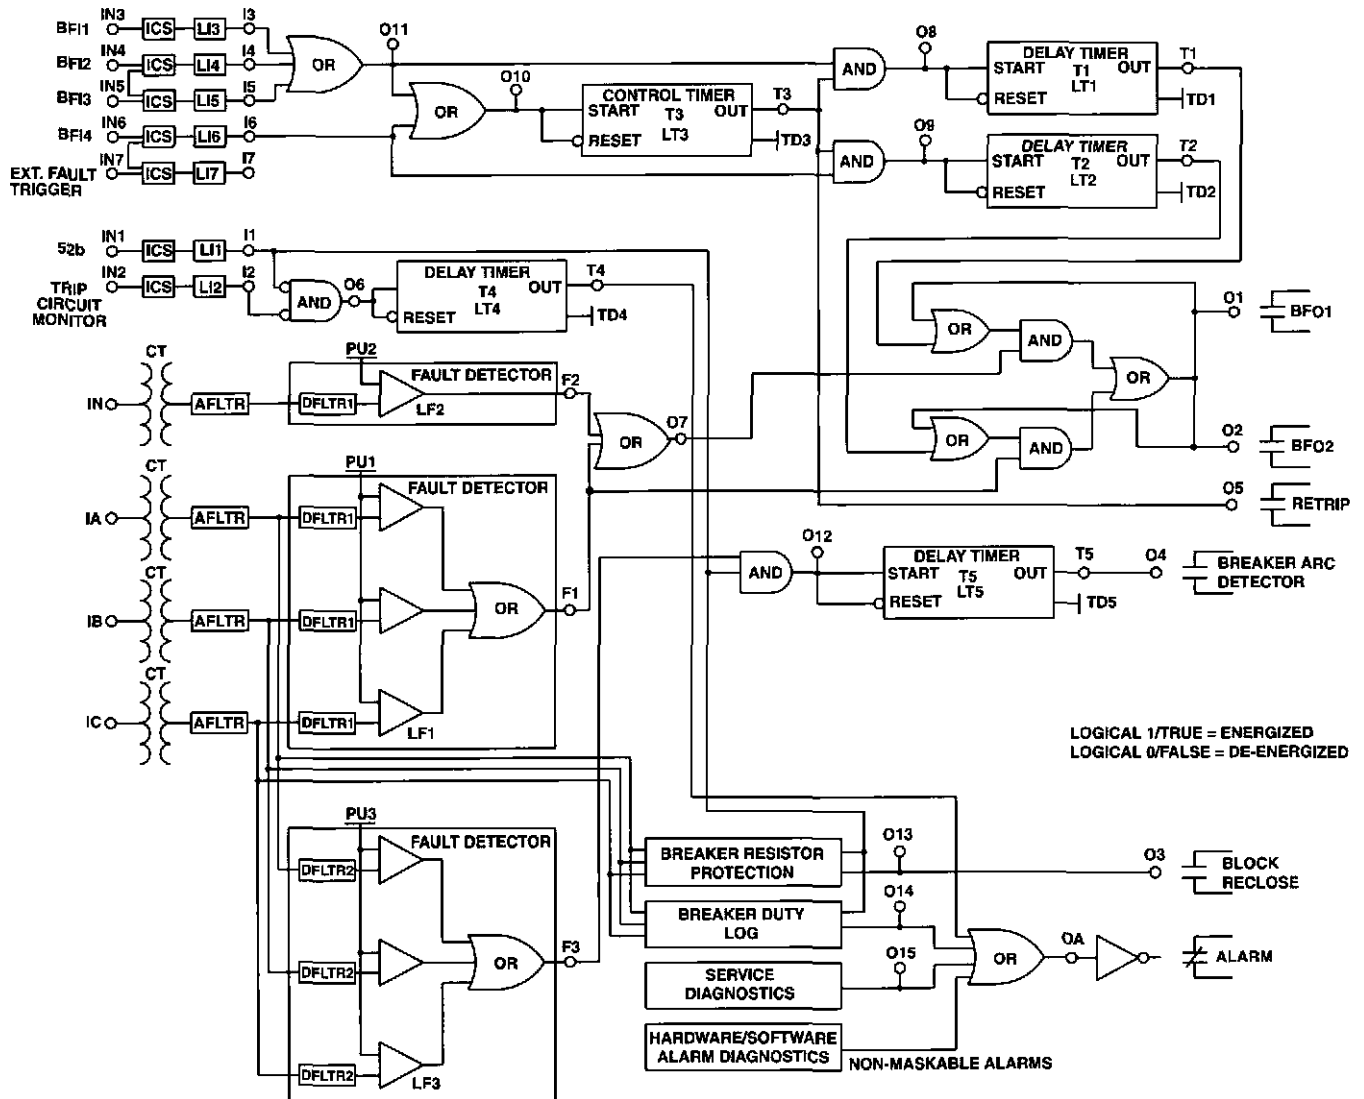 BFI1 IN3 ICS LI3 I3
BFI2 IN4 ICS LI4 I4
BFI3 IN5 ICS LI5 I5
BFI4 IN6 ICS LI6 I6
EXT. FAULT
TRIGGER
IN7 ICS LI7 I7
OR
O11
OR
O10
CONTROL TIMER
START T3 OUT
RESET LT3
T3
TD3
AND
O8
DELAY TIMER
START T1 OUT
RESET LT1
T1
TD1
AND
O9
DELAY TIMER
START T2 OUT
RESET LT2
T2
TD2
52b IN1 ICS LI1 I1
TRIP
CIRCUIT
MONITOR
IN2 ICS LI2 I2
AND
O6
DELAY TIMER
T4 OUT
RESET LT4
T4
TD4
OR
AND
OR
O1
BFO1
OR
AND
O2
BFO2
O5
RETRIP
CT
IN
AFLTR
PU2
FAULT DETECTOR
DFLTR1
LF2
F2
OR
O7
CT
IA
AFLTR
PU1
FAULT DETECTOR
DFLTR1
CT
IB
AFLTR
DFLTR1
OR
F1
CT
IC
AFLTR
DFLTR1
LF1
AND
O12
DELAY TIMER
START T5 OUT
RESET LT5
T5
TD5
O4
BREAKER ARC
DETECTOR
LOGICAL 1/TRUE = ENERGIZED
LOGICAL 0/FALSE = DE-ENERGIZED
PU3
FAULT DETECTOR
DFLTR2
DFLTR2
OR
F3
DFLTR2
LF3
BREAKER RESISTOR
PROTECTION
O13
O3
BLOCK
RECLOSE
BREAKER DUTY
LOG
O14
SERVICE
DIAGNOSTICS
O15
HARDWARE/SOFTWARE
ALARM DIAGNOSTICS
NON-MASKABLE ALARMS
OR
OA
ALARM